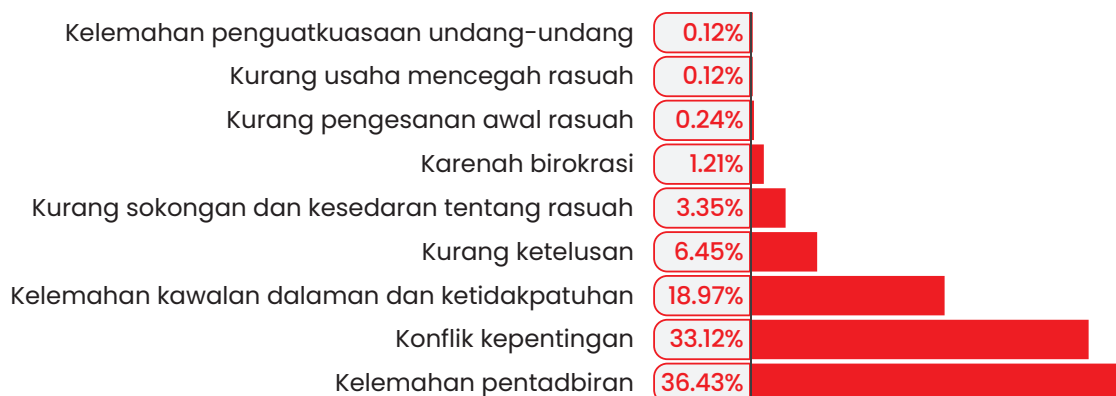 Kelemahan penguatkuasaan undang-undang 0.12%
Kurang usaha mencegah rasuah 0.12%
Kurang pengesanan awal rasuah 0.24%
Karenah birokrasi 1.21%
Kurang sokongan dan kesedaran tentang rasuah 3.35%
Kurang ketelusan 6.45%
Kelemahan kawalan dalaman dan ketidakpatuhan 18.97%
Konflik kepentingan 33.12%
Kelemahan pentadbiran 36.43%